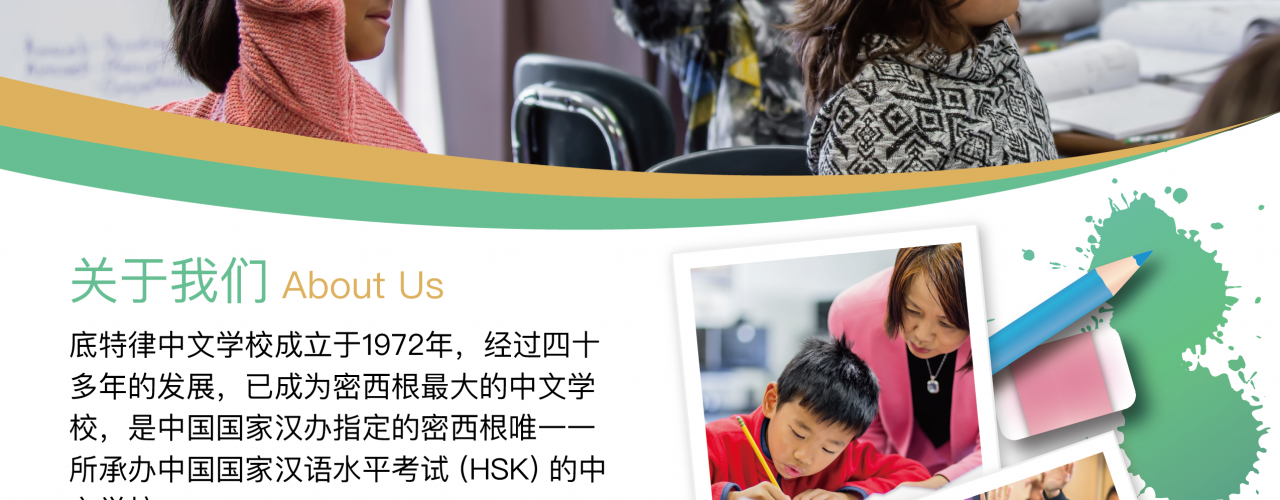 关于我们 About Us
底特律中文学校成立于1972年，经过四十
多年的发展，已成为密西根最大的中文学
校，是中国国家汉办指定的密西根唯一一
所承办中国国家汉语水平考试（HSK）的中